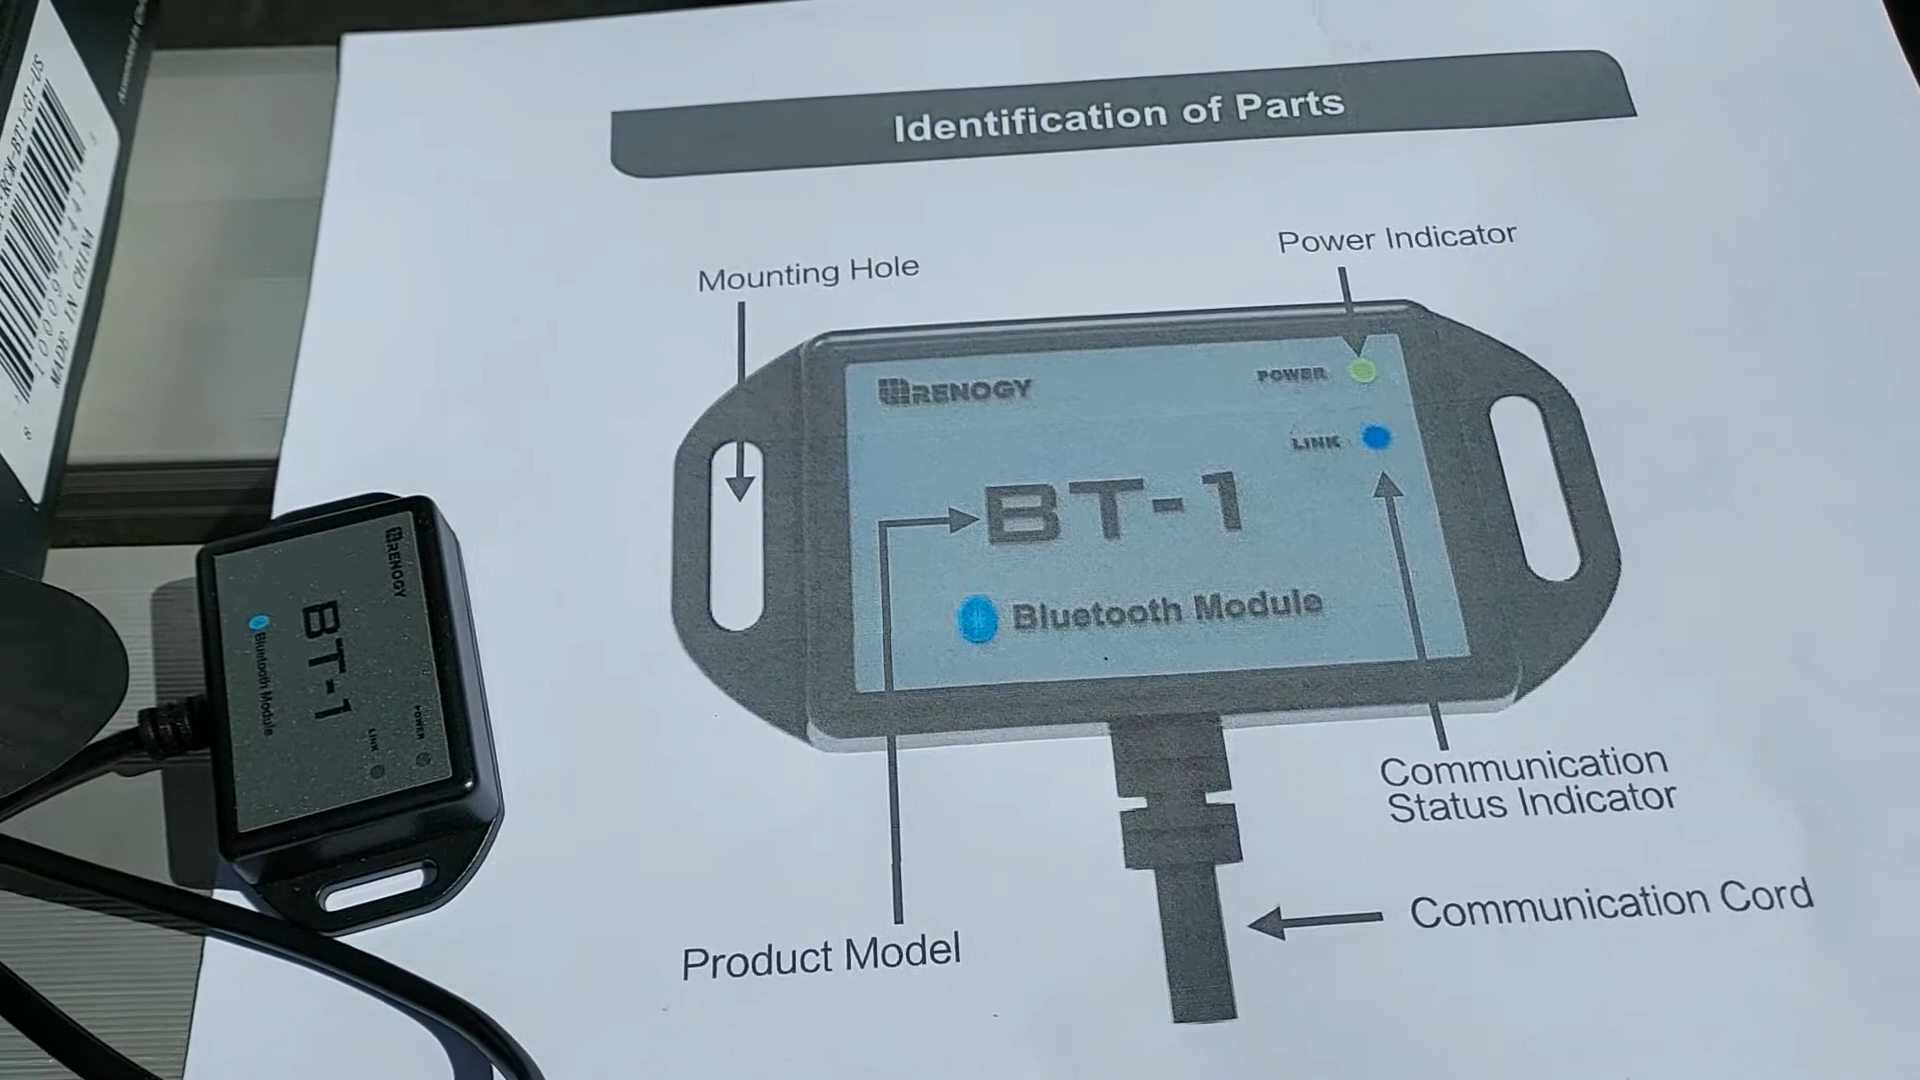 Identification of Parts
Mounting Hole
Power Indicator
RENOGY
POWER
LINK
BT-1
Bluetooth Module
Communication
Status Indicator
Communication Cord
Product Model
RENOGY
BT-1
Bluetooth Module
POWER
LINK
MADE IN CHINA